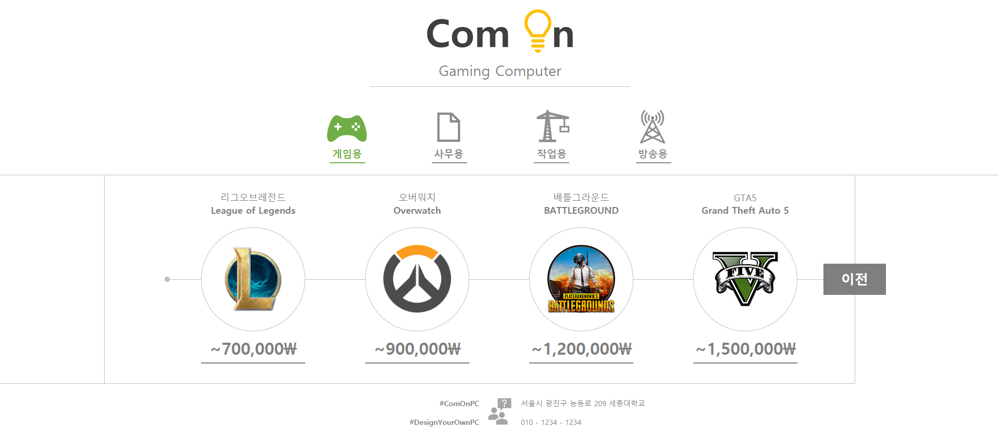 Com On
Gaming Computer
게임용
사무용
작업용
방송용
리그오브레전드
League of Legends
오버워치
Overwatch
배틀그라운드
BATTLEGROUND
GTA5
Grand Theft Auto 5
L
PLAYERUNKNOWN'S
BATTLEGROUNDS
V
FIVE
이전
~700,000₩
~900,000₩
~1,200,000₩
~1,500,000₩
#ComOnPC
?
서울시 광진구 능동로 209 세종대학교
#DesignYourOwnPC
010 - 1234 - 1234